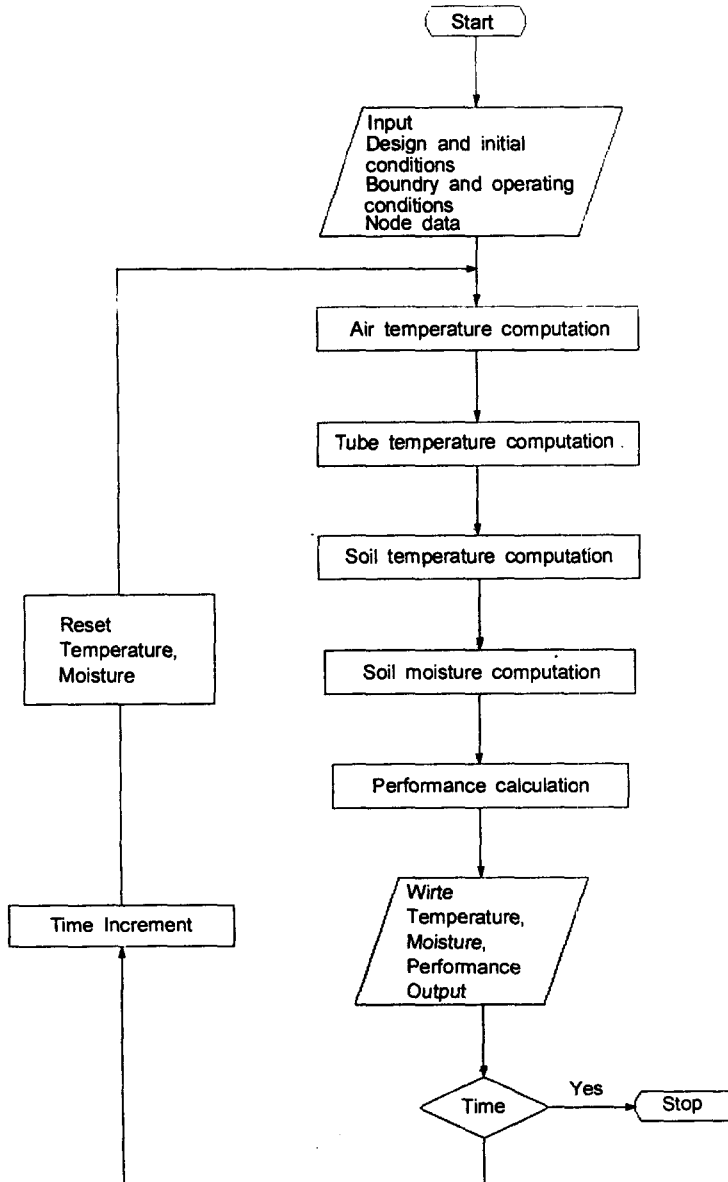 Start
Input
Design and initial
conditions
Boundry and operating
conditions
Node data
Air temperature computation
Tube temperature computation
Soil temperature computation
Reset
Temperature,
Moisture
Soil moisture computation
Performance calculation
Time Increment
Wirte
Temperature,
Moisture,
Performance
Output
Time
Yes
Stop